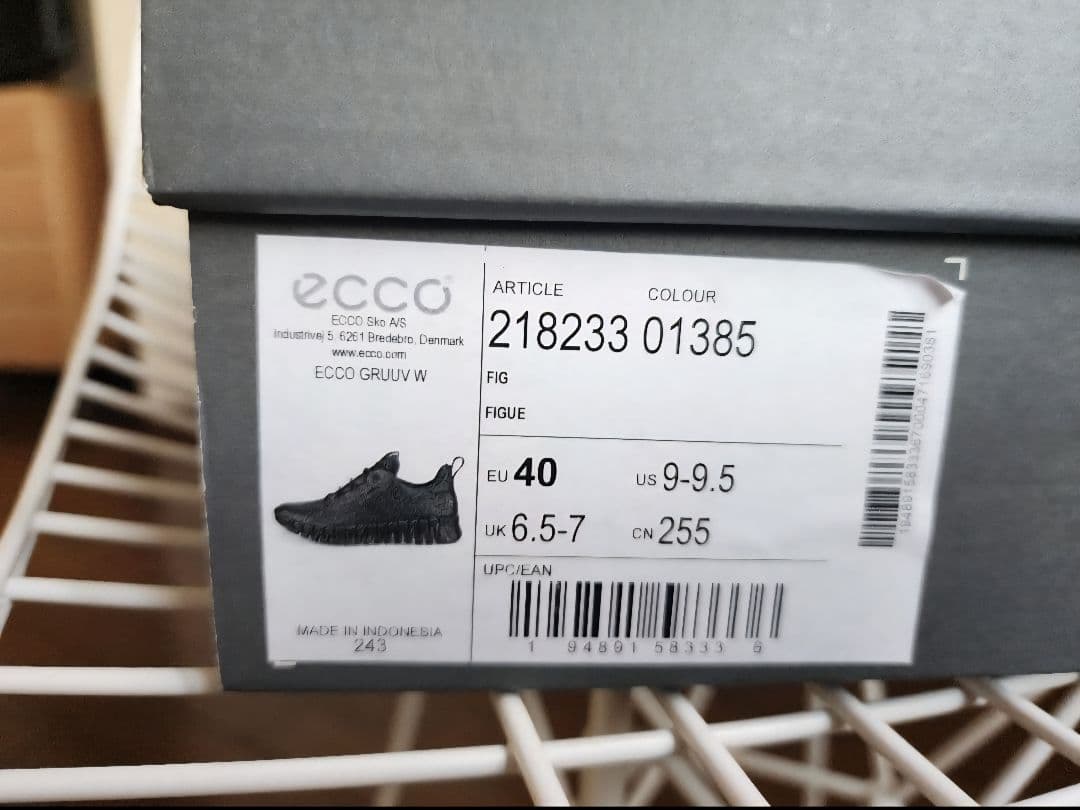 ecco
ECCO Sko A/S
Industrivej 5, 6261 Bredebro, Denmark
www.ecco.com
ECCO GRUUV W
MADE IN INDONESIA
243
ARTICLE COLOUR
218233 01385
FIG
FIGUE
EU 40 US 9-9.5
UK 6.5-7 CN 255
UPC/EAN
1 94891 58333 6